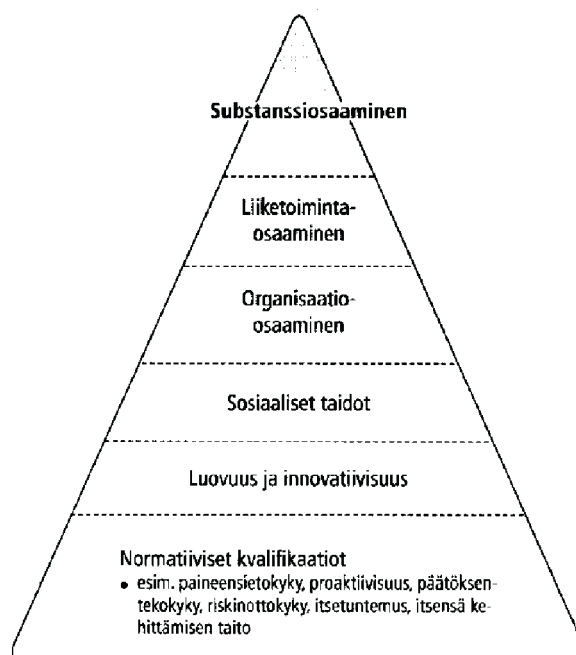 Substanssiosaaminen
Liiketoiminta-
osaaminen
Organisaatio-
osaaminen
Sosiaaliset taidot
Luovuus ja innovatiivisuus
Normatiiviset kvalifikaatiot
• esim. paineensietokyky, proaktiivisuus, päätöksen-
tekokyky, riskinottokyky, itsetuntemus, itsensä ke-
hittämisen taito